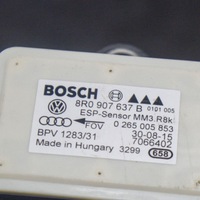 BOSCH
8R0 907 637 B 0101 005
ESP-Sensor MM3.R8k
FOV 0 265 005 853
30-08-15
BPV 1283/31 7066402
Made in Hungary 3299 658